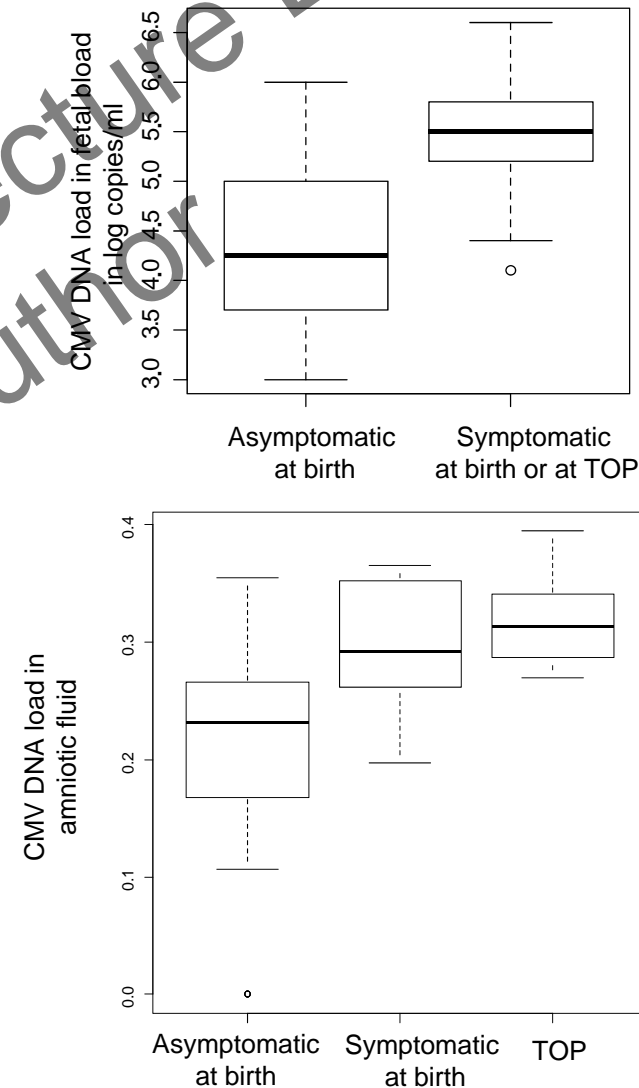 ecture
uthor
CMV DNA load in fetal bload
in log copies/ml
6.5
6.0
5.5
5.0
4.5
4.0
3.5
3.0
Asymptomatic
at birth
Symptomatic
at birth or at TOP
CMV DNA load in
amniotic fluid
0.4
0.3
0.2
0.1
0.0
Asymptomatic
at birth
Symptomatic
at birth
TOP